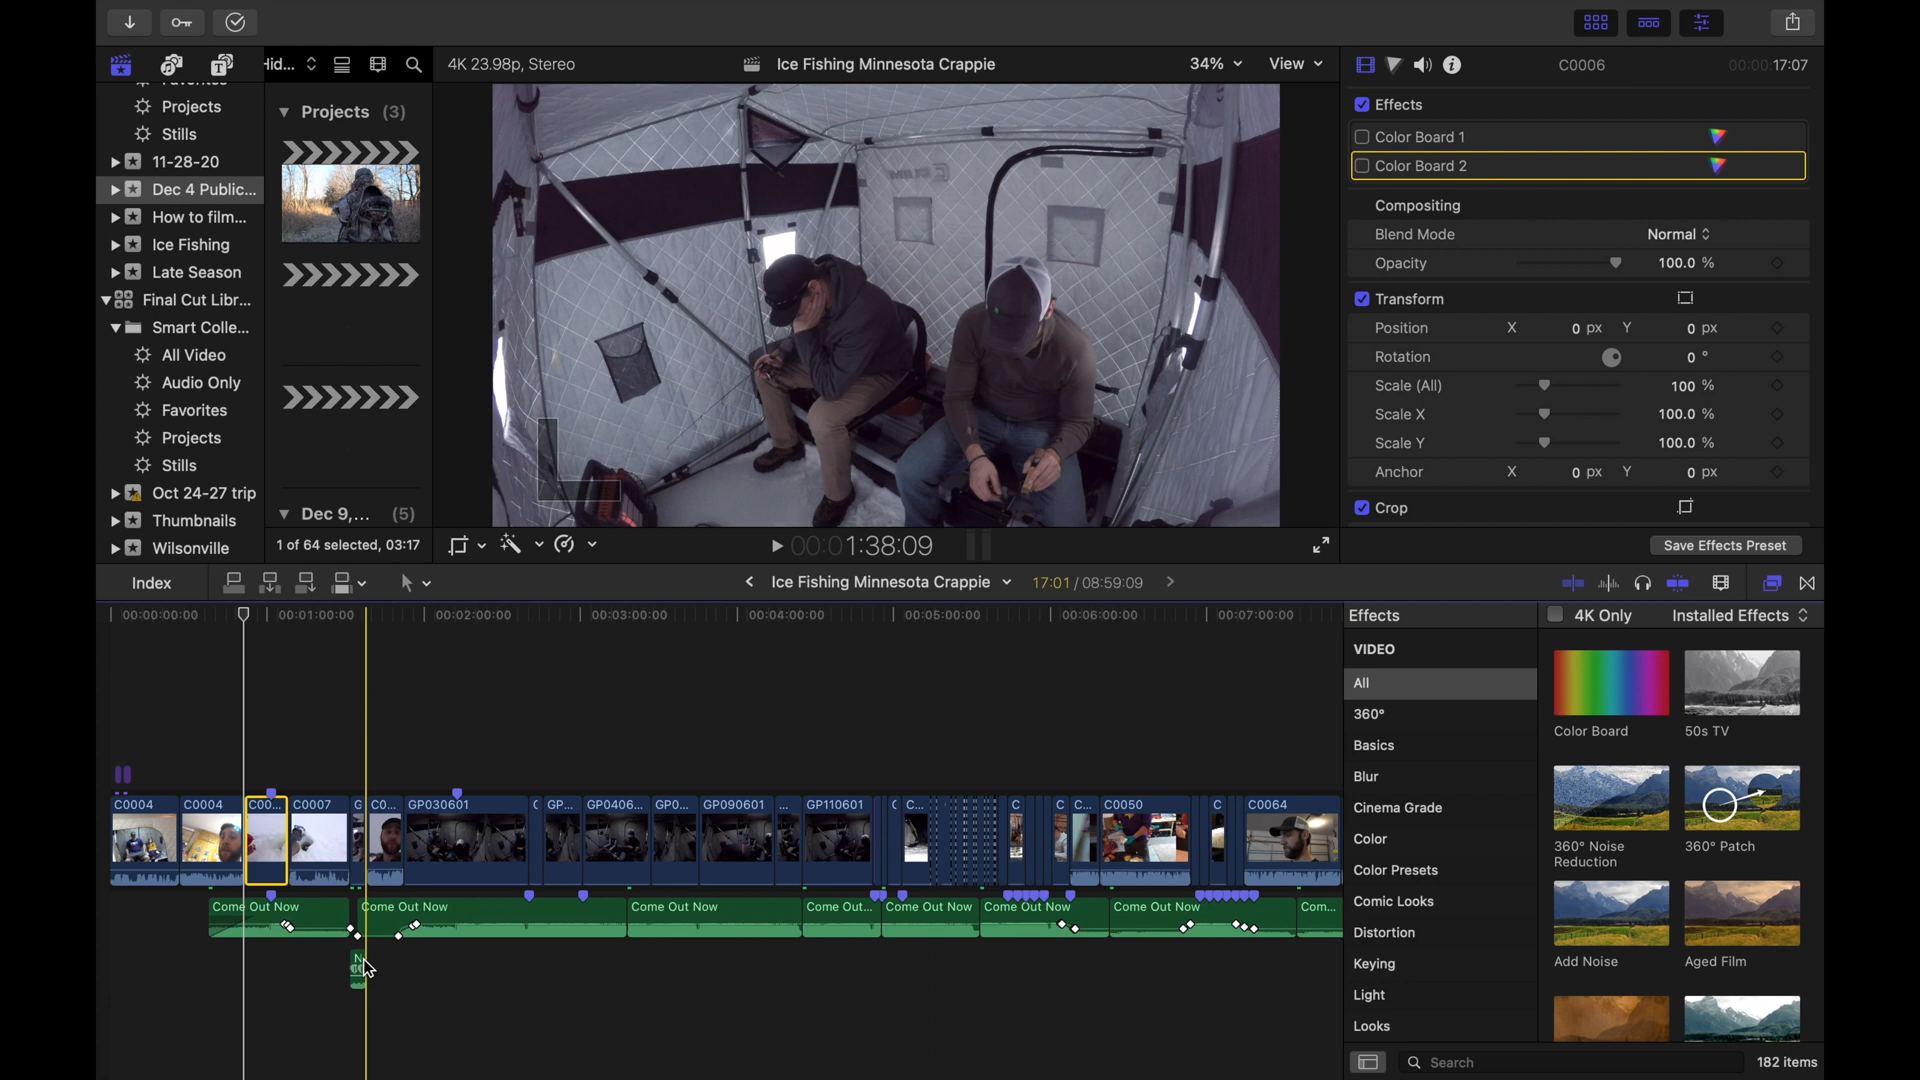 Hid...
4K 23.98p, Stereo
Ice Fishing Minnesota Crappie
34%
View
C0006
00:00:17:07
Favorites
Projects
Stills
11-28-20
Dec 4 Public...
How to film...
Ice Fishing
Late Season
Final Cut Libr...
Smart Colle...
All Video
Audio Only
Favorites
Projects
Stills
Oct 24-27 trip
Thumbnails
Wilsonville
Projects (3)
Dec 9,... (5)
1 of 64 selected, 03:17
00:01:38:09
Effects
Color Board 1
Color Board 2
Compositing
Blend Mode Normal
Opacity 100.0 %
Transform
Position X 0 px Y 0 px
Rotation 0 °
Scale (All) 100 %
Scale X 100.0 %
Scale Y 100.0 %
Anchor X 0 px Y 0 px
Crop
Save Effects Preset
Index
Ice Fishing Minnesota Crappie
17:01 / 08:59:09
00:00:00:00 00:01:00:00 00:02:00:00 00:03:00:00 00:04:00:00 00:05:00:00 00:06:00:00 00:07:00:00
C0004 C0004 C00... C0007 G C0... GP030601 C GP... GP0406... GP0... GP090601 ... GP110601 C C... C C C... C0050 C C0064
Come Out Now Come Out Now Come Out Now Come Out... Come Out Now Come Out Now Come Out Now Com...
N
Effects
4K Only
Installed Effects
VIDEO
All
360°
Basics
Blur
Cinema Grade
Color
Color Presets
Comic Looks
Distortion
Keying
Light
Looks
Color Board
50s TV
360° Noise
Reduction
360° Patch
Add Noise
Aged Film
Search
182 items